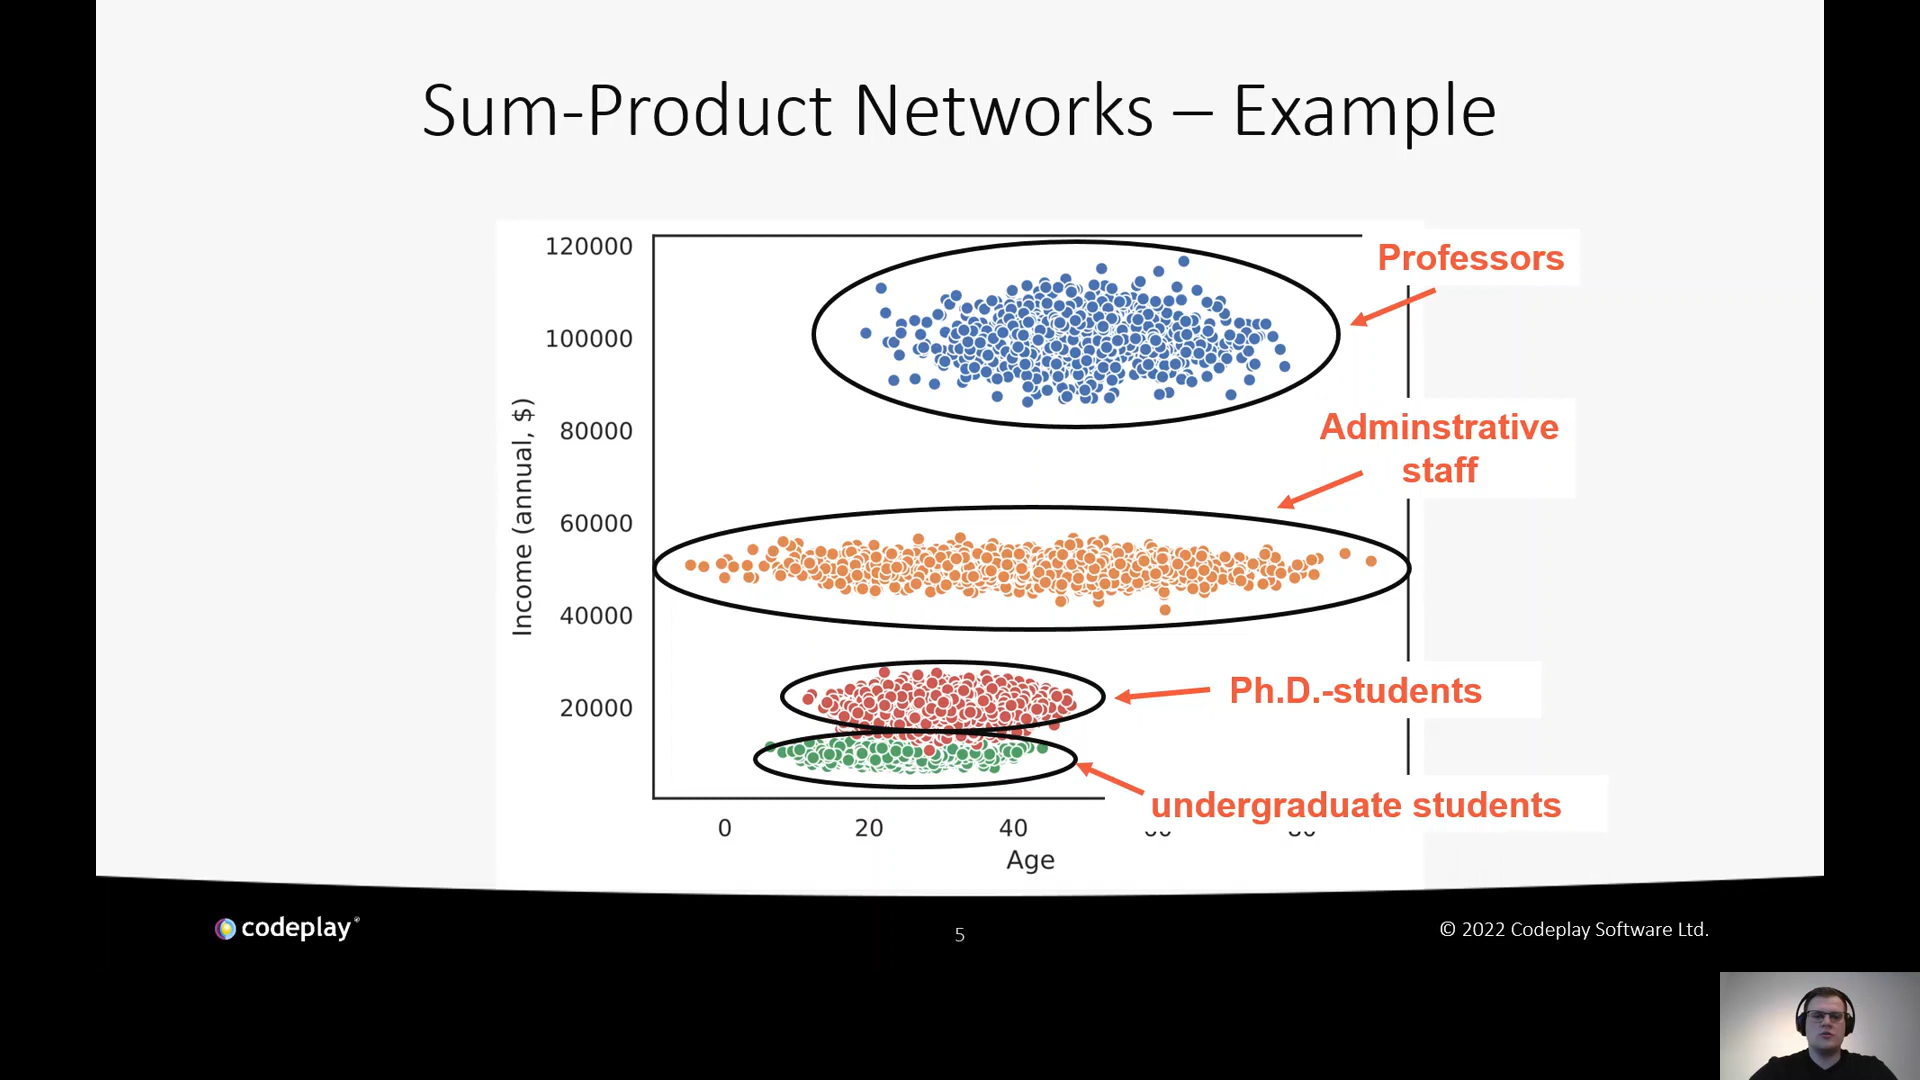 Sum-Product Networks – Example
120000
100000
80000
60000
40000
20000
Income (annual, $)
Professors
Adminstrative
staff
Ph.D.-students
undergraduate students
0 20 40
Age
codeplay
5
© 2022 Codeplay Software Ltd.